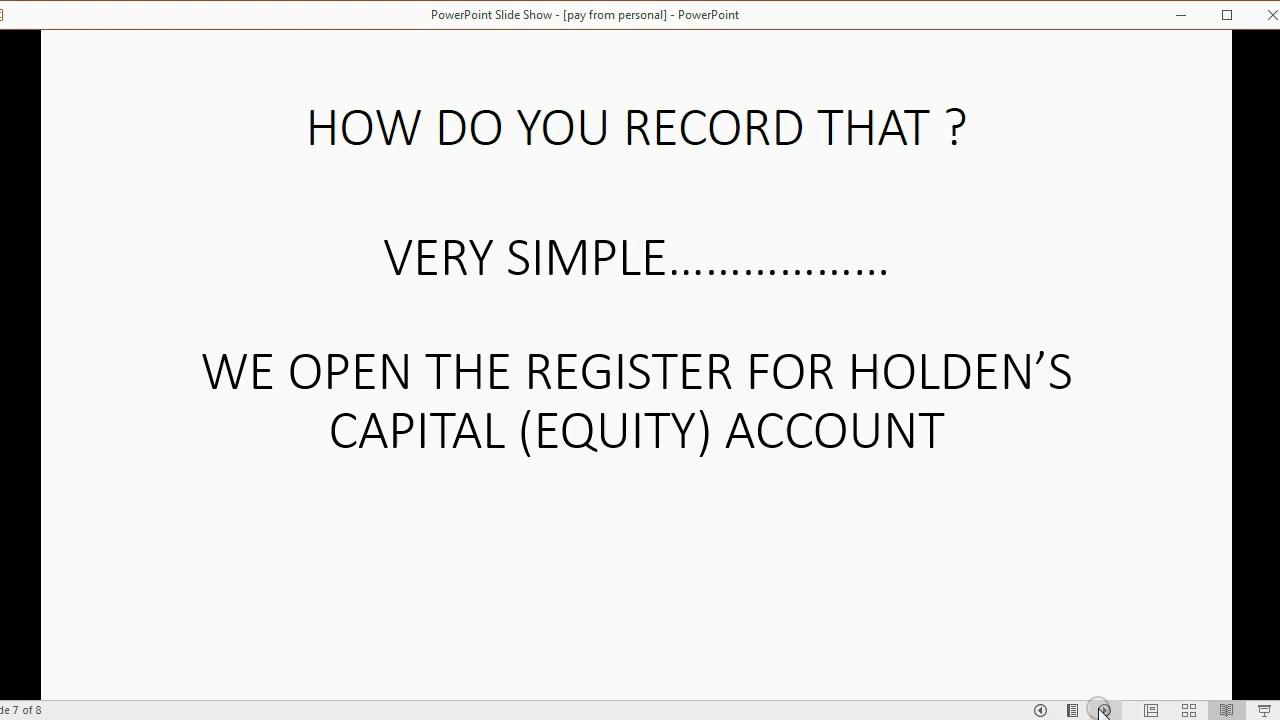 PowerPoint Slide Show - [pay from personal] - PowerPoint
HOW DO YOU RECORD THAT ?
VERY SIMPLE………………
WE OPEN THE REGISTER FOR HOLDEN’S
CAPITAL (EQUITY) ACCOUNT
de 7 of 8